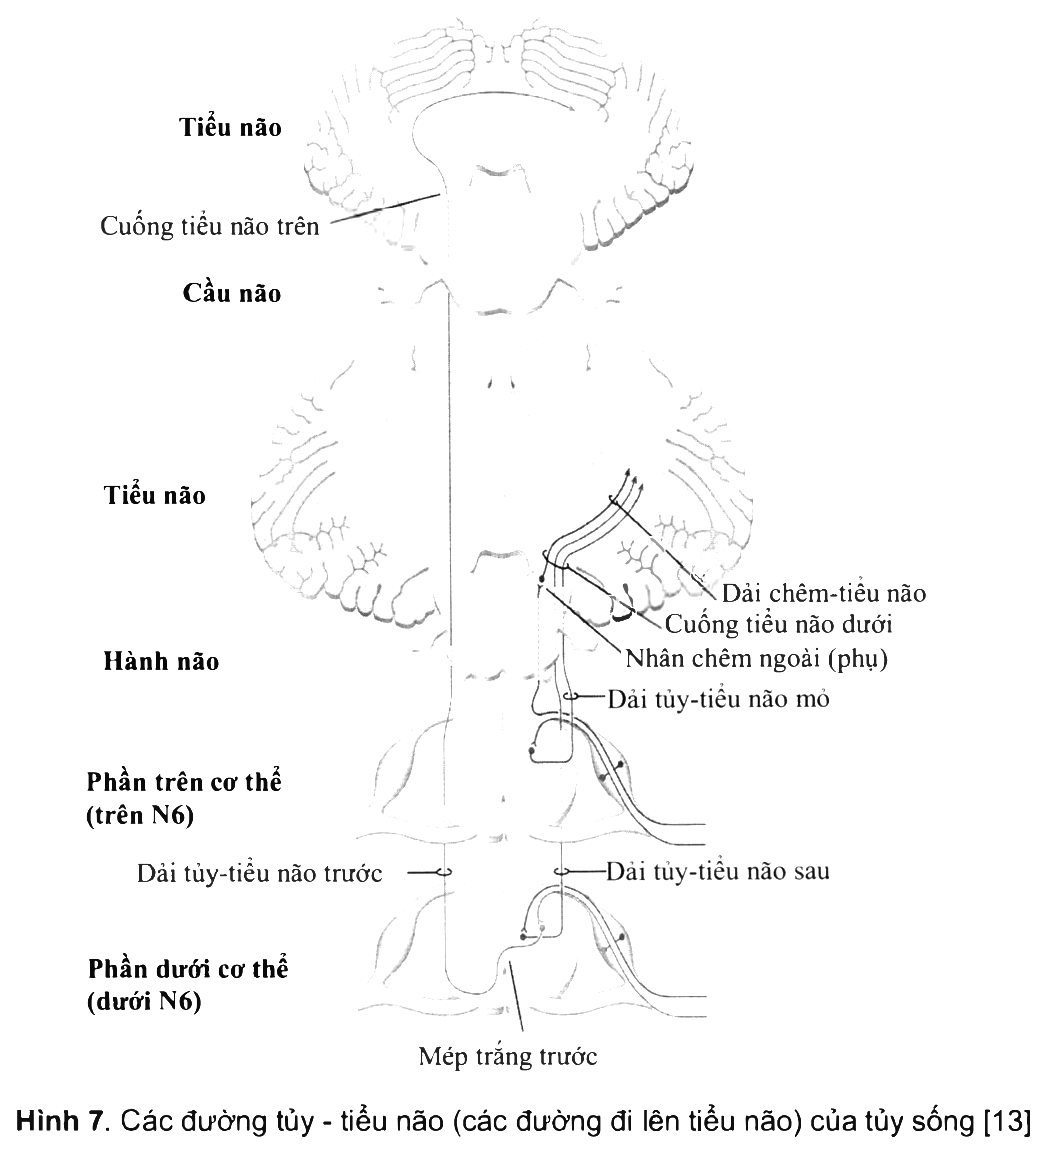 Tiểu não
Cuống tiểu não trên
Cầu não
Tiểu não
Dải chêm-tiểu não
Cuống tiểu não dưới
Nhân chêm ngoài (phụ)
Hành não
Dải tủy-tiểu não mỏ
Phần trên cơ thể
(trên N6)
Dải tủy-tiểu não trước
Dải tủy-tiểu não sau
Phần dưới cơ thể
(dưới N6)
Mép trắng trước
Hình 7. Các đường tủy - tiểu não (các đường đi lên tiểu não) của tủy sống [13]